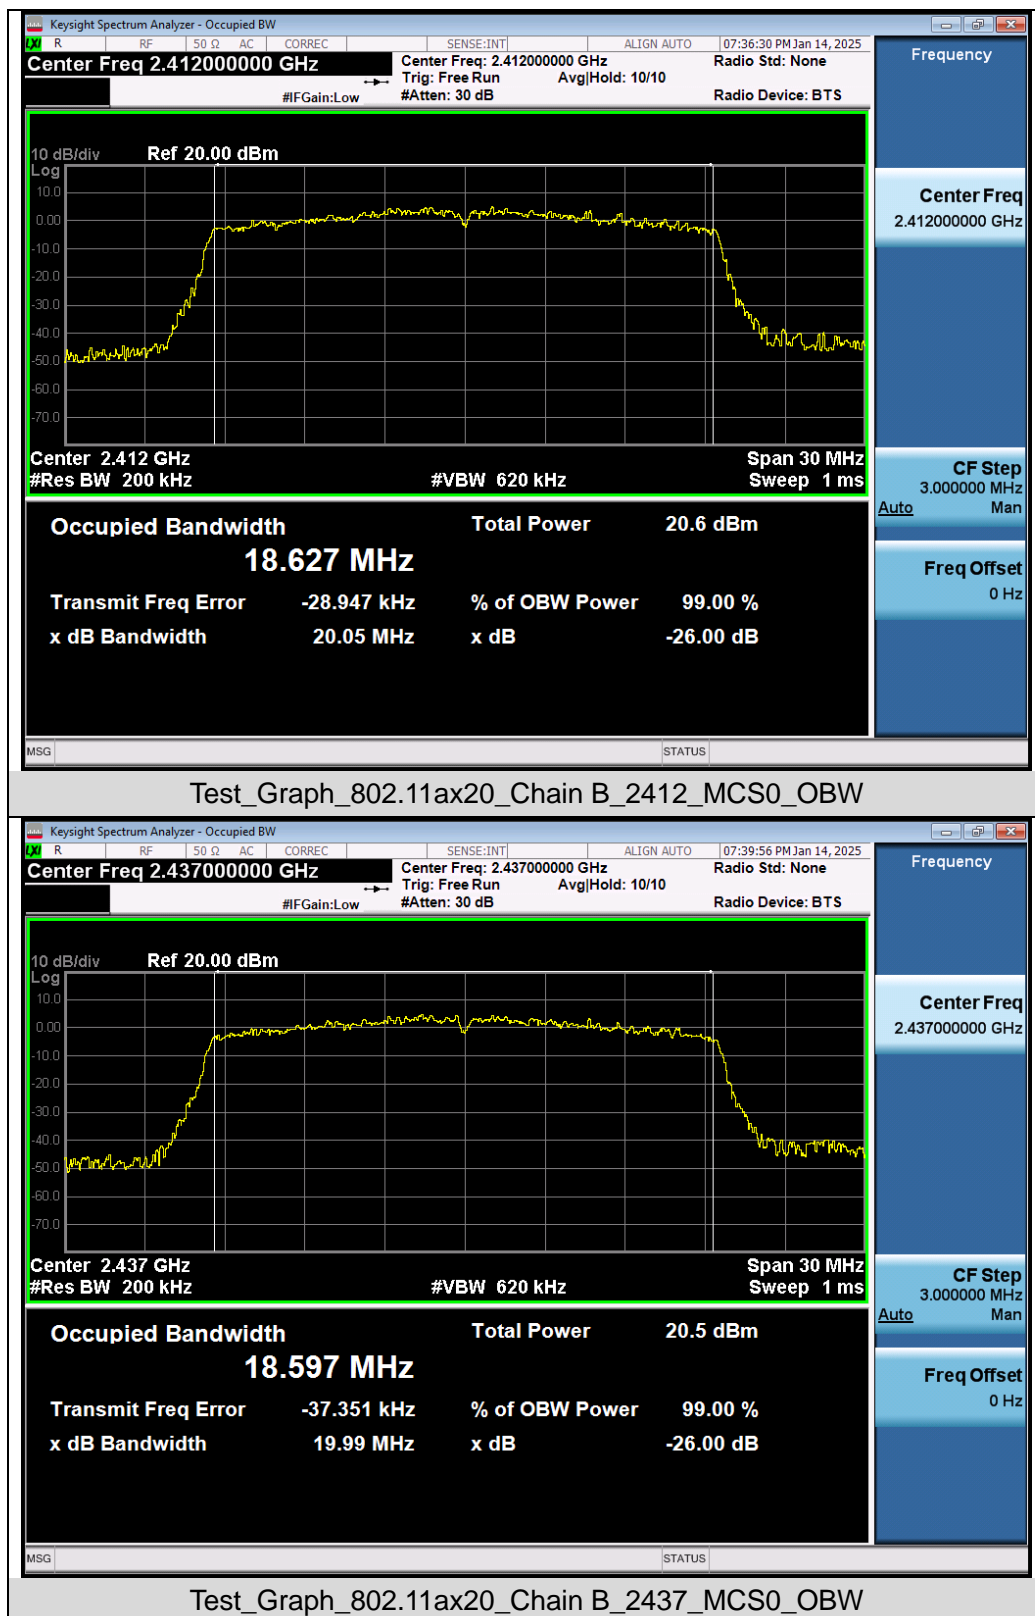 Keysight Spectrum Analyzer - Occupied BW
LXI R RF 50 Ω AC CORREC SENSE:INT ALIGN AUTO 07:36:30 PM Jan 14, 2025
Center Freq 2.412000000 GHz
Center Freq: 2.412000000 GHz
Radio Std: None
Trig: Free Run Avg|Hold: 10/10
#IFGain:Low
#Atten: 30 dB
Radio Device: BTS
10 dB/div Ref 20.00 dBm
Log
10.0
0.00
-10.0
-20.0
-30.0
-40.0
-50.0
-60.0
-70.0
Center 2.412 GHz
Span 30 MHz
#Res BW 200 kHz
#VBW 620 kHz
Sweep 1 ms
Occupied Bandwidth
Total Power 20.6 dBm
18.627 MHz
Transmit Freq Error -28.947 kHz
% of OBW Power 99.00 %
x dB Bandwidth 20.05 MHz
x dB -26.00 dB
MSG
STATUS
Frequency
Center Freq
2.412000000 GHz
CF Step
3.000000 MHz
Auto Man
Freq Offset
0 Hz
Test_Graph_802.11ax20_Chain B_2412_MCS0_OBW
Keysight Spectrum Analyzer - Occupied BW
LXI R RF 50 Ω AC CORREC SENSE:INT ALIGN AUTO 07:39:56 PM Jan 14, 2025
Center Freq 2.437000000 GHz
Center Freq: 2.437000000 GHz
Radio Std: None
Trig: Free Run Avg|Hold: 10/10
#IFGain:Low
#Atten: 30 dB
Radio Device: BTS
10 dB/div Ref 20.00 dBm
Log
10.0
0.00
-10.0
-20.0
-30.0
-40.0
-50.0
-60.0
-70.0
Center 2.437 GHz
Span 30 MHz
#Res BW 200 kHz
#VBW 620 kHz
Sweep 1 ms
Occupied Bandwidth
Total Power 20.5 dBm
18.597 MHz
Transmit Freq Error -37.351 kHz
% of OBW Power 99.00 %
x dB Bandwidth 19.99 MHz
x dB -26.00 dB
MSG
STATUS
Frequency
Center Freq
2.437000000 GHz
CF Step
3.000000 MHz
Auto Man
Freq Offset
0 Hz
Test_Graph_802.11ax20_Chain B_2437_MCS0_OBW